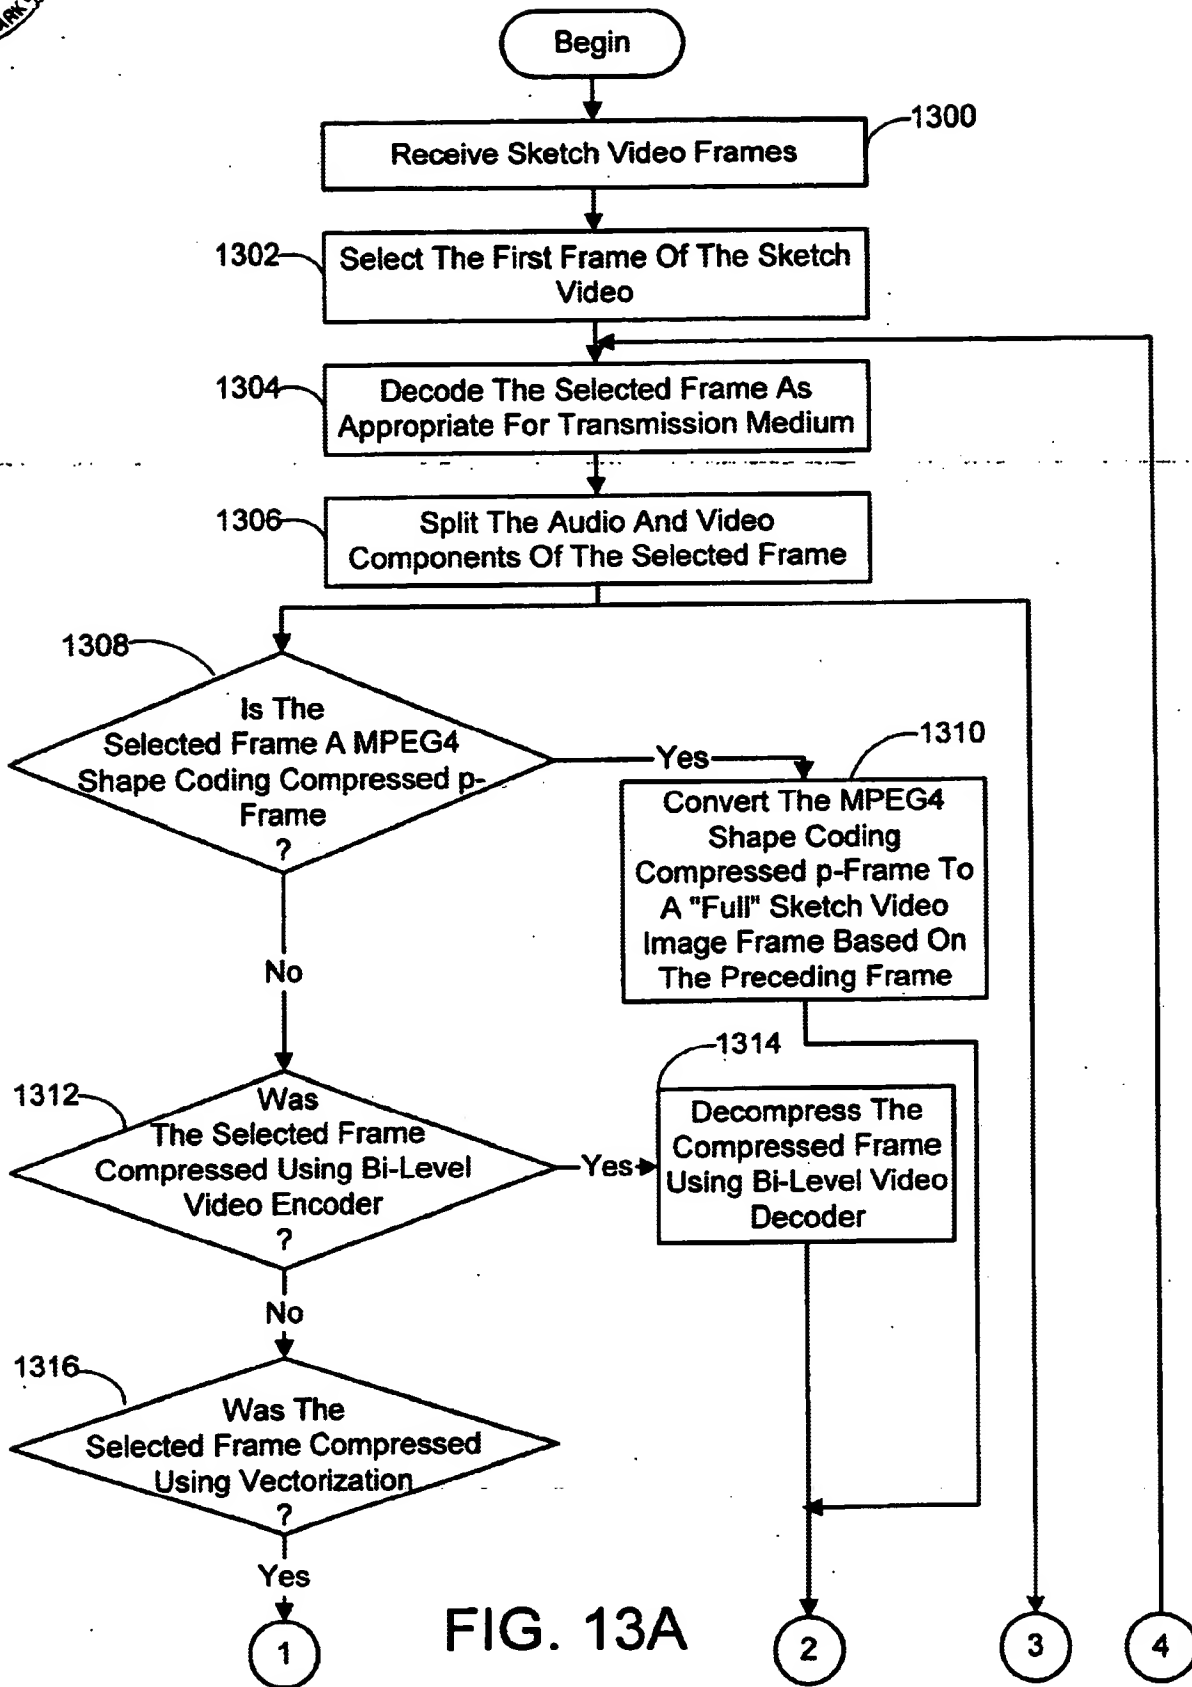 Begin
1300
Receive Sketch Video Frames
1302
Select The First Frame Of The Sketch
Video
1304
Decode The Selected Frame As
Appropriate For Transmission Medium
1306
Split The Audio And Video
Components Of The Selected Frame
1308
Is The
Selected Frame A MPEG4
Shape Coding Compressed p-
Frame
?
Yes
1310
Convert The MPEG4
Shape Coding
Compressed p-Frame To
A "Full" Sketch Video
Image Frame Based On
The Preceding Frame
No
1312
Was
The Selected Frame
Compressed Using Bi-Level
Video Encoder
?
Yes
1314
Decompress The
Compressed Frame
Using Bi-Level Video
Decoder
No
1316
Was The
Selected Frame Compressed
Using Vectorization
?
Yes
1
2
3
4
FIG. 13A